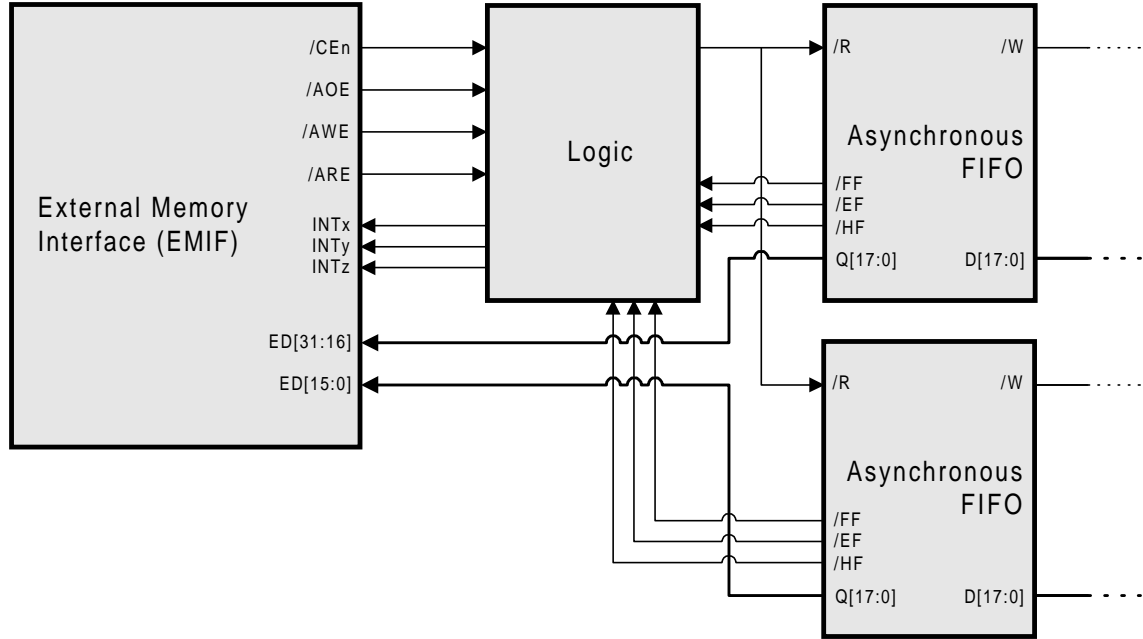 External Memory
Interface (EMIF)
/CEn
/AOE
/AWE
/ARE
INTx
INTy
INTz
ED[31:16]
ED[15:0]
Logic
/R
/W
Asynchronous
FIFO
/FF
/EF
/HF
Q[17:0]
D[17:0]
/R
/W
Asynchronous
FIFO
/FF
/EF
/HF
Q[17:0]
D[17:0]